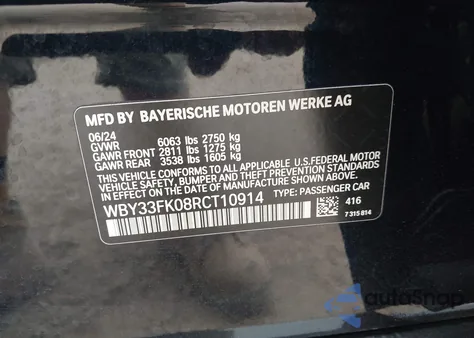 MFD BY BAYERISCHE MOTOREN WERKE AG
06/24
GVWR 6063 lbs 2750 kg
GAWR FRONT 2811 lbs 1275 kg
GAWR REAR 3538 lbs 1605 kg
THIS VEHICLE CONFORMS TO ALL APPLICABLE U.S.FEDERAL MOTOR
VEHICLE SAFETY, BUMPER AND THEFT PREVENTION STANDARDS
IN EFFECT ON THE DATE OF MANUFACTURE SHOWN ABOVE.
WBY33FK08RCT10914 TYPE: PASSENGER CAR
416
7 315 814
autoSnap